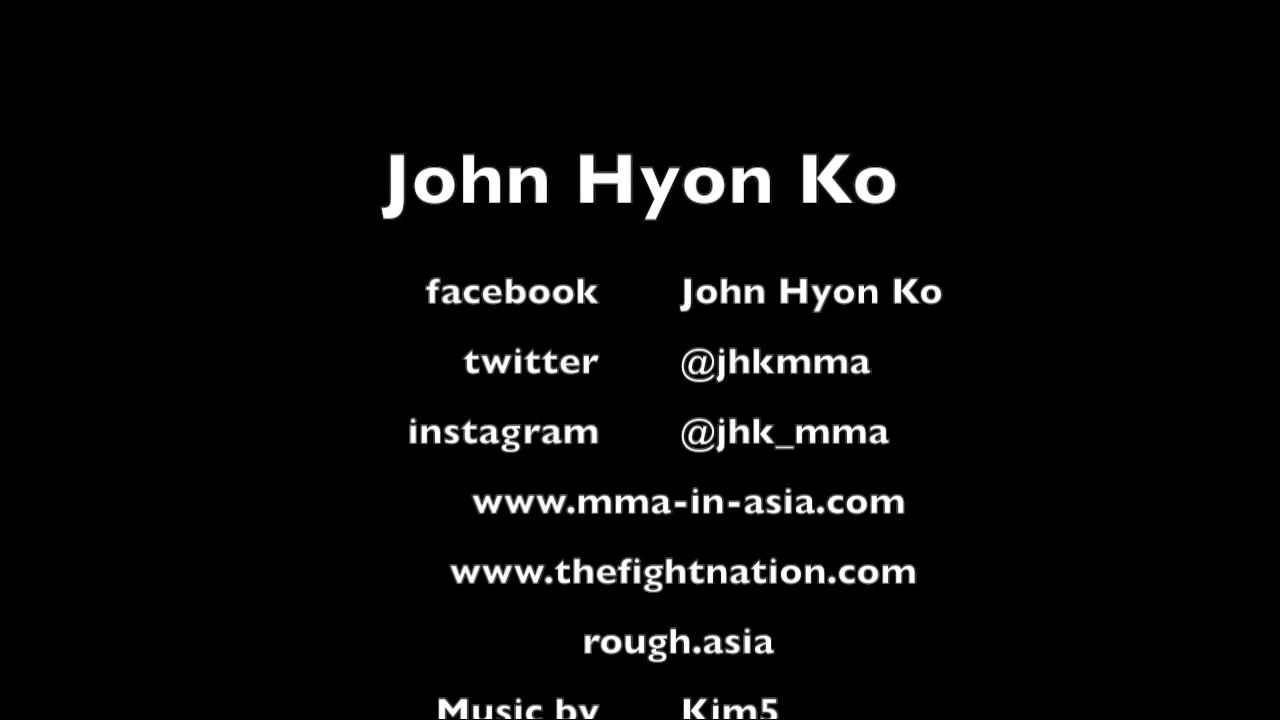 John Hyon Ko
facebook John Hyon Ko
twitter @jhkmma
instagram @jhk_mma
www.mma-in-asia.com
www.thefightnation.com
rough.asia
Music by Kim5